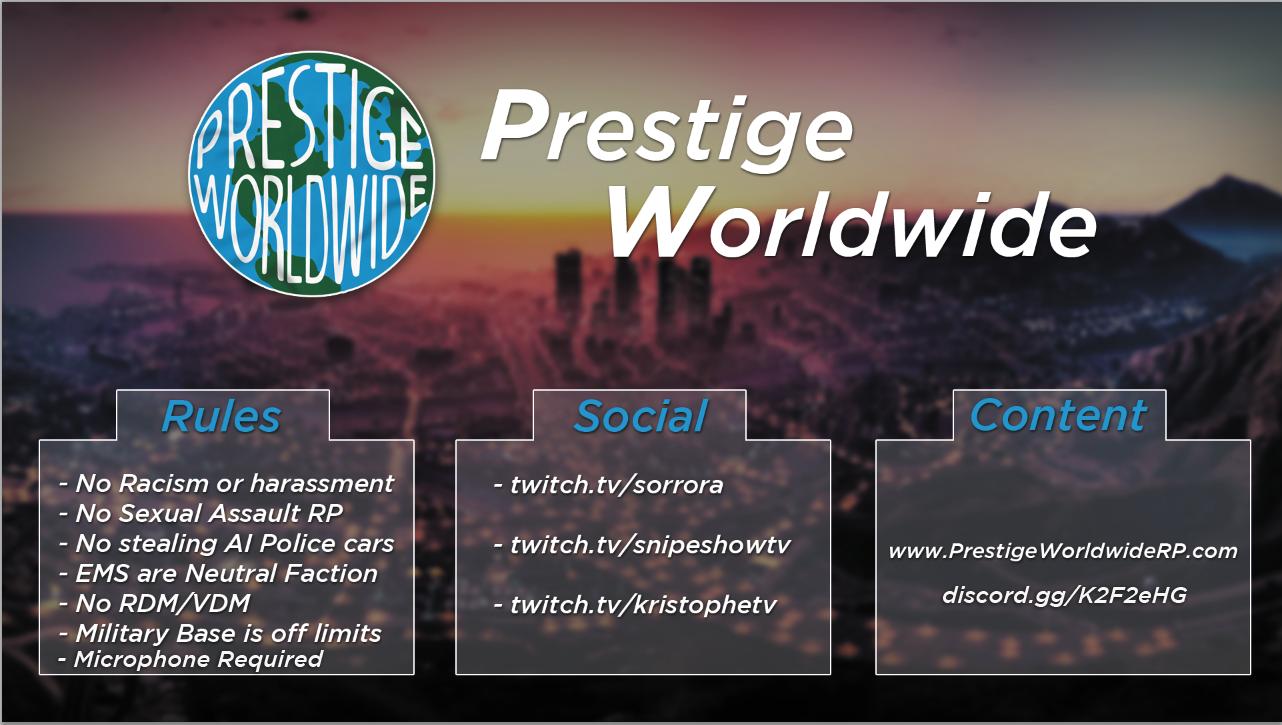 PRESTIGE
WORLDWIDE
Prestige
Worldwide
Rules
- No Racism or harassment
- No Sexual Assault RP
- No stealing AI Police cars
- EMS are Neutral Faction
- No RDM/VDM
- Military Base is off limits
- Microphone Required
Social
- twitch.tv/sorrora
- twitch.tv/snipeshowtv
- twitch.tv/kristophetv
Content
www.PrestigeWorldwideRP.com
discord.gg/K2F2eHG